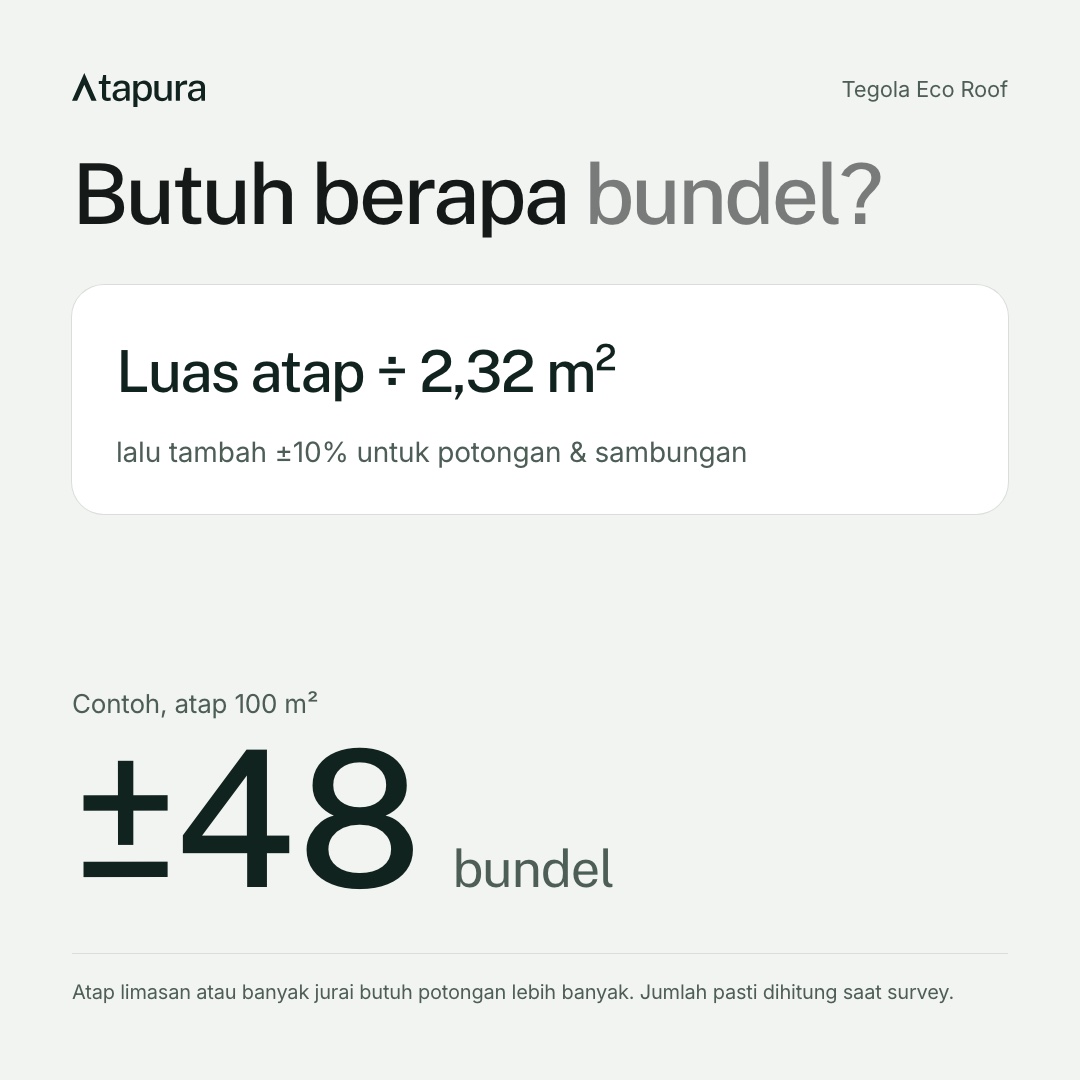 Atapura
Tegola Eco Roof
Butuh berapa bundel?
Luas atap ÷ 2,32 m²
lalu tambah ±10% untuk potongan & sambungan
Contoh, atap 100 m²
±48 bundel
Atap limasan atau banyak jurai butuh potongan lebih banyak. Jumlah pasti dihitung saat survey.